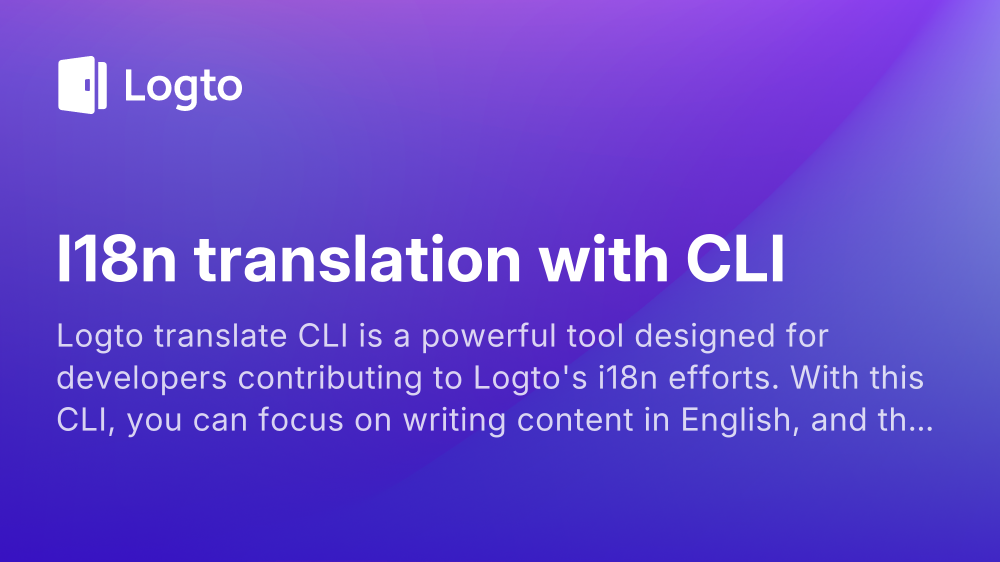 Logto
I18n translation with CLI
Logto translate CLI is a powerful tool designed for
developers contributing to Logto's i18n efforts. With this
CLI, you can focus on writing content in English, and th...